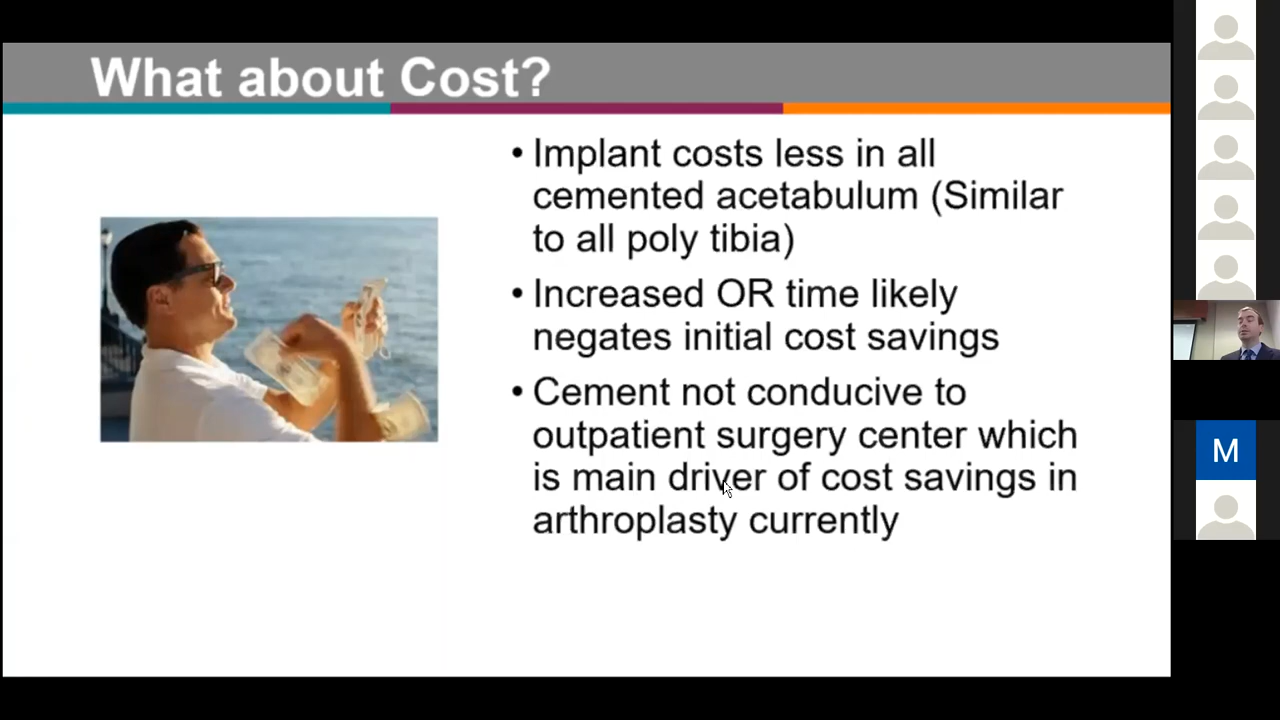 What about Cost?
• Implant costs less in all
cemented acetabulum (Similar
to all poly tibia)
• Increased OR time likely
negates initial cost savings
• Cement not conducive to
outpatient surgery center which
is main driver of cost savings in
arthroplasty currently
M